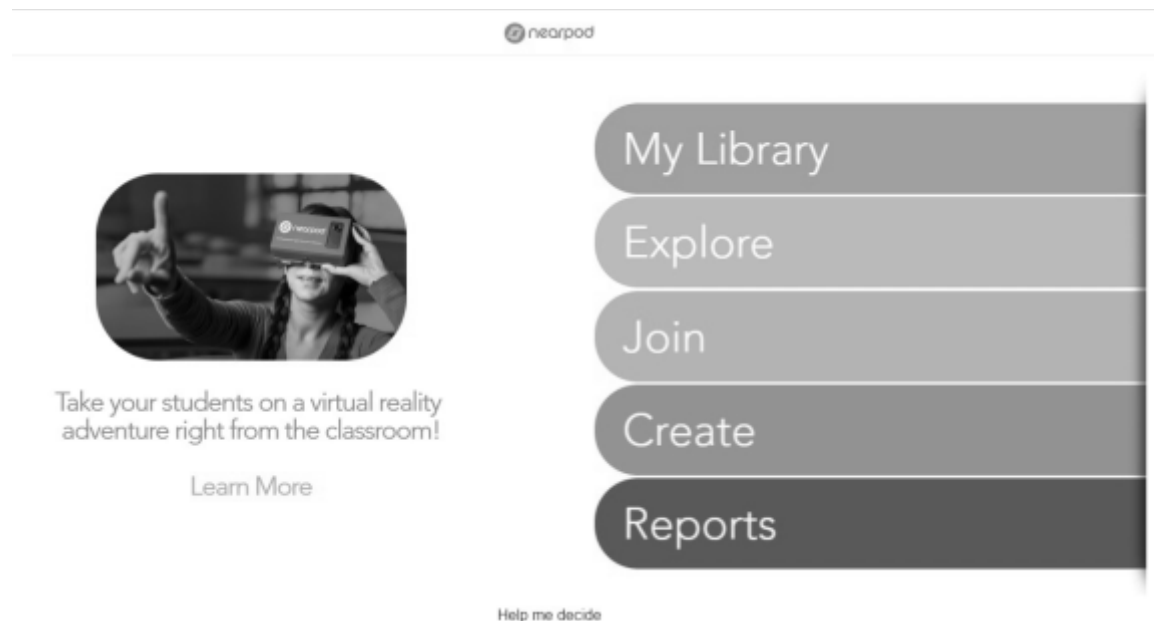 nearpod
nearpod
Take your students on a virtual reality
adventure right from the classroom!
Learn More
My Library
Explore
Join
Create
Reports
Help me decide